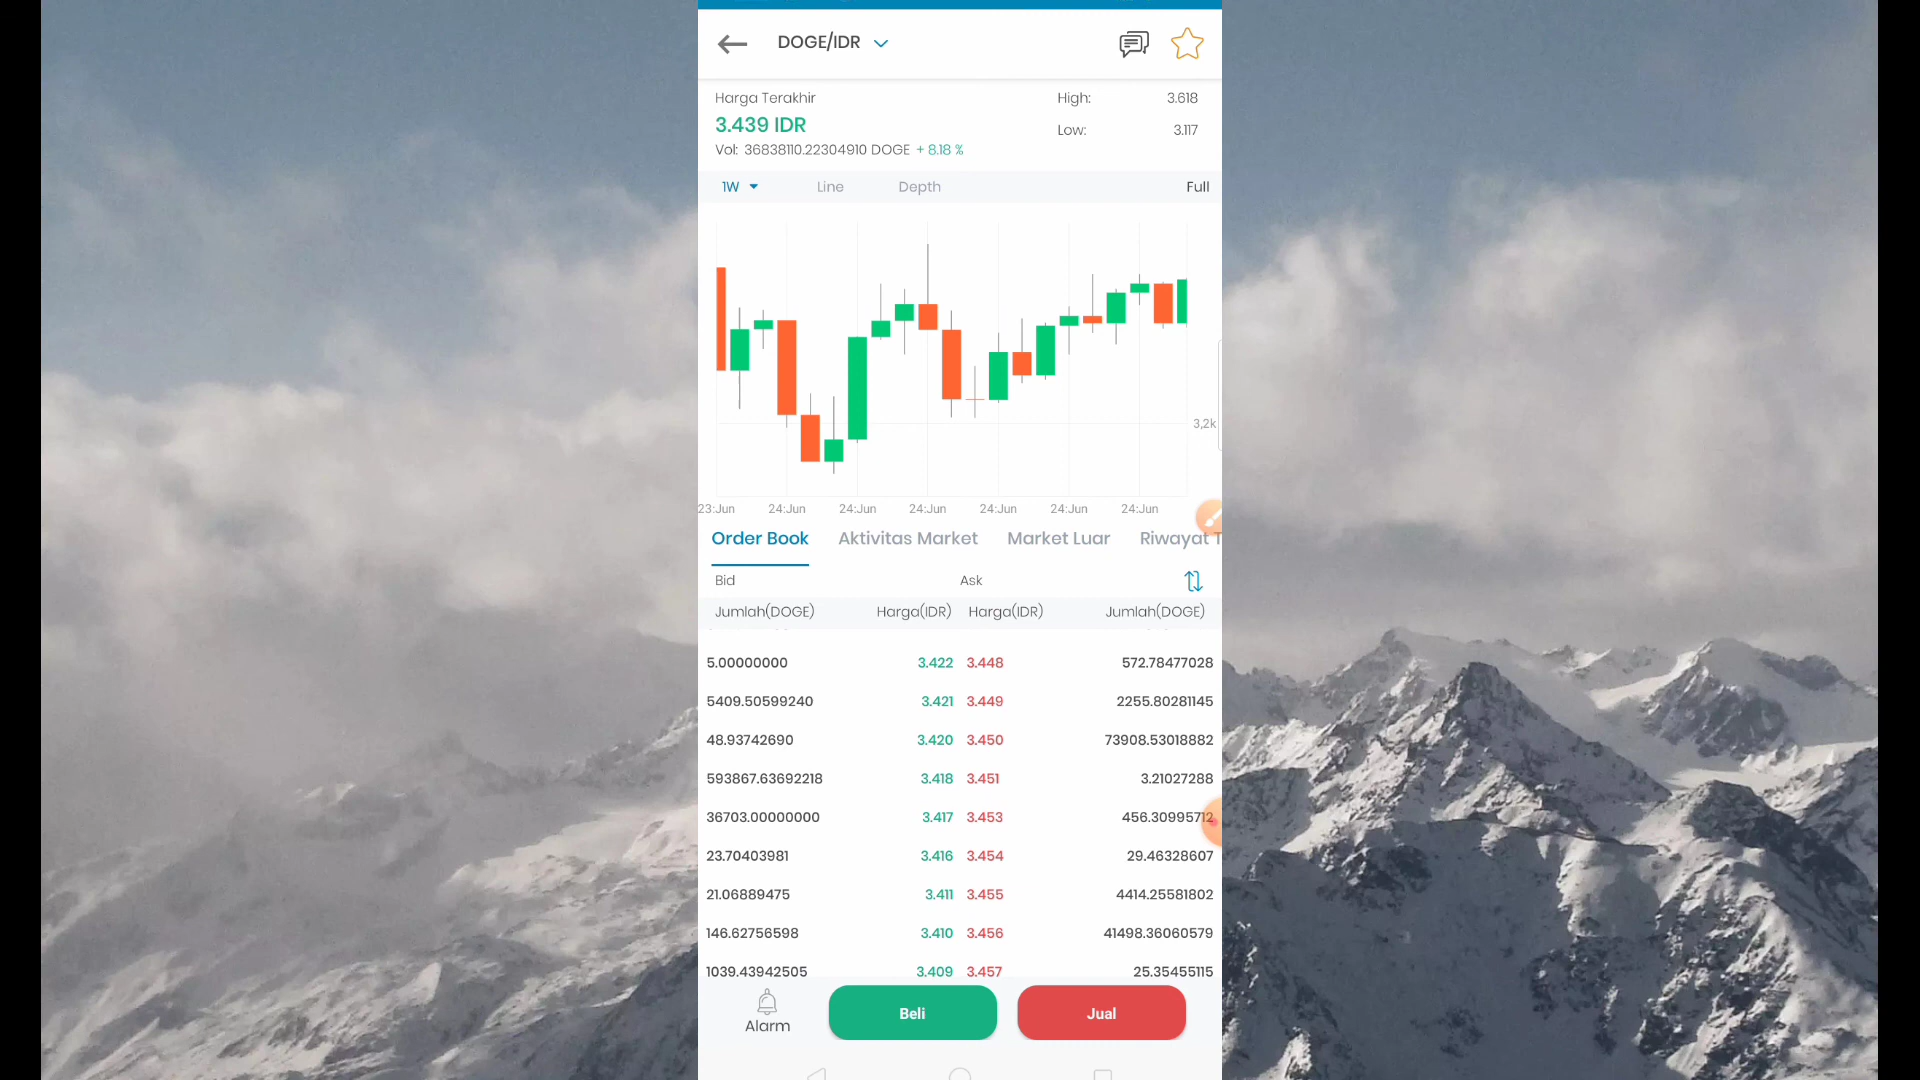 DOGE/IDR
Harga Terakhir
High: 3.618
3.439 IDR
Low: 3.117
Vol: 36838110.22304910 DOGE + 8.18 %
1W Line Depth Full
3,2k
23:Jun 24:Jun 24:Jun 24:Jun 24:Jun 24:Jun 24:Jun
Order Book Aktivitas Market Market Luar Riwayat T
Bid Ask
Jumlah(DOGE) Harga(IDR) Harga(IDR) Jumlah(DOGE)
5.00000000 3.422 3.448 572.78477028
5409.50599240 3.421 3.449 2255.80281145
48.93742690 3.420 3.450 73908.53018882
593867.63692218 3.418 3.451 3.21027288
36703.00000000 3.417 3.453 456.30995712
23.70403981 3.416 3.454 29.46328607
21.06889475 3.411 3.455 4414.25581802
146.62756598 3.410 3.456 41498.36060579
1039.43942505 3.409 3.457 25.35455115
Alarm Beli Jual